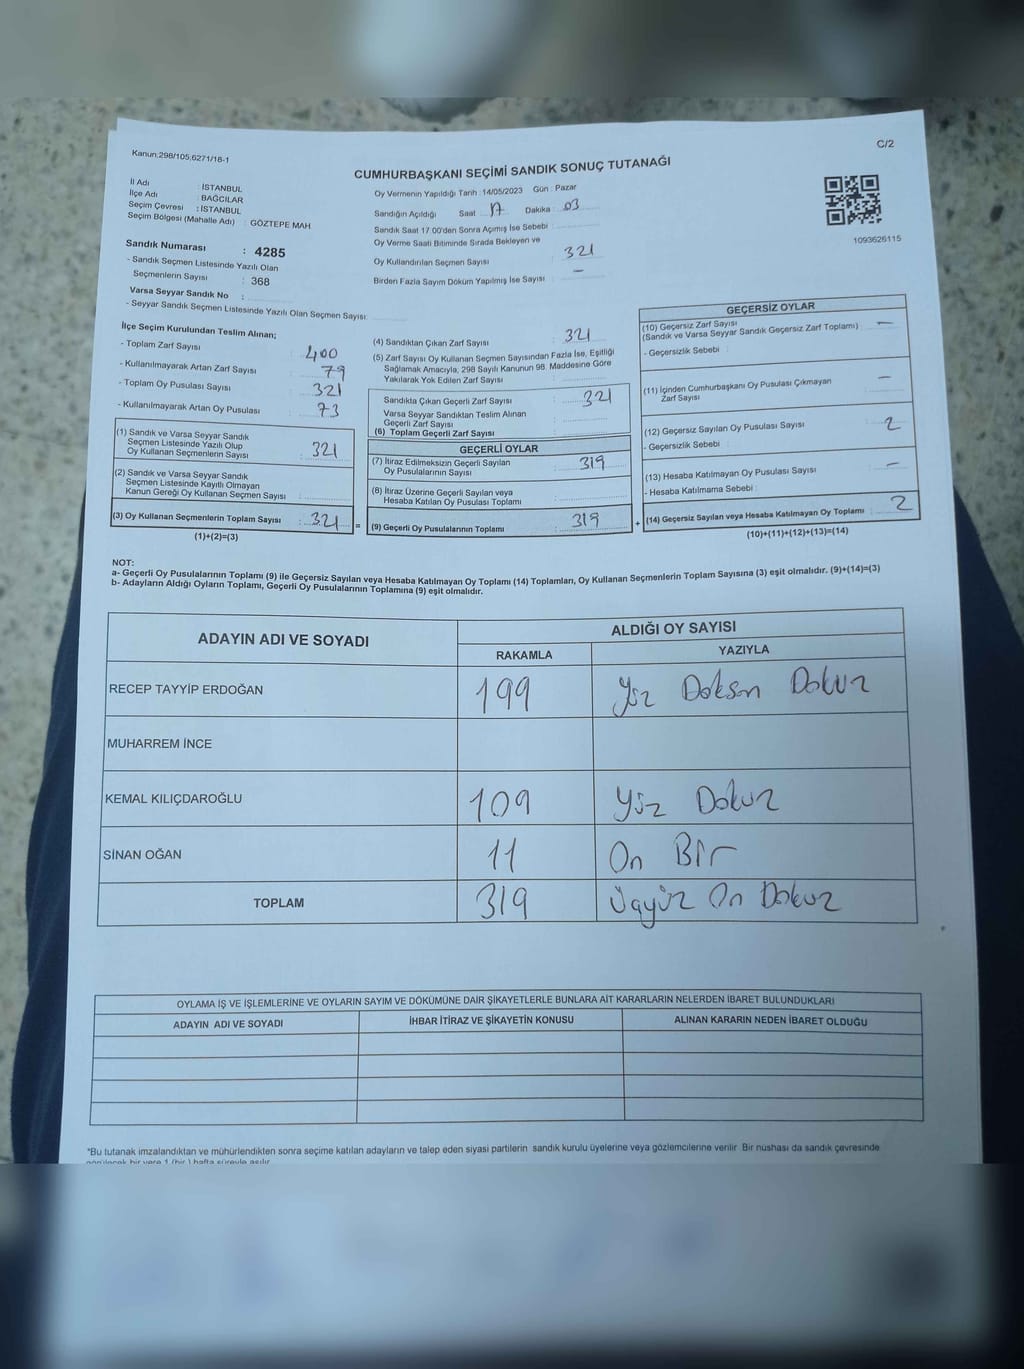 Kanun.298/105,6271/18-1
C/2
CUMHURBAŞKANI SEÇİMİ SANDIK SONUÇ TUTANAĞI
İl Adı : İSTANBUL
İlçe Adı : BAĞCILAR
Seçim Çevresi : İSTANBUL
Seçim Bölgesi (Mahalle Adı) : GÖZTEPE MAH
Sandık Numarası : 4285
- Sandık Seçmen Listesinde Yazılı Olan
Seçmenlerin Sayısı : 368
Varsa Seyyar Sandık No :
- Seyyar Sandık Seçmen Listesinde Yazılı Olan Seçmen Sayısı:
Oy Vermenin Yapıldığı Tarih : 14/05/2023 Gün : Pazar
Sandığın Açıldığı Saat : 17 Dakika : 03
Sandık Saat 17.00'den Sonra Açımış İse Sebebi :
Oy Verme Saati Bitiminde Sırada Bekleyen ve
Oy Kullandırılan Seçmen Sayısı : 321
Birden Fazla Sayım Döküm Yapılmış İse Sayısı : –
1093626115
İlçe Seçim Kurulundan Teslim Alınan;
- Toplam Zarf Sayısı : 400
- Kullanılmayarak Artan Zarf Sayısı : 79
- Toplam Oy Pusulası Sayısı : 321
- Kullanılmayarak Artan Oy Pusulası : 73
(1) Sandık ve Varsa Seyyar Sandık
Seçmen Listesinde Yazılı Olup
Oy Kullanan Seçmenlerin Sayısı : 321
(2) Sandık ve Varsa Seyyar Sandık
Seçmen Listesinde Kayıtlı Olmayan
Kanun Gereği Oy Kullanan Seçmen Sayısı :
(3) Oy Kullanan Seçmenlerin Toplam Sayısı : 321
(1)+(2)=(3)
=
(4) Sandıktan Çıkan Zarf Sayısı : 321
(5) Zarf Sayısı Oy Kullanan Seçmen Sayısından Fazla İse, Eşitliği
Sağlamak Amacıyla, 298 Sayılı Kanunun 98. Maddesine Göre
Yakılarak Yok Edilen Zarf Sayısı :
Sandıkta Çıkan Geçerli Zarf Sayısı : 321
Varsa Seyyar Sandıktan Teslim Alınan
Geçerli Zarf Sayısı :
(6) Toplam Geçerli Zarf Sayısı :
GEÇERLİ OYLAR
(7) İtiraz Edilmeksizin Geçerli Sayılan
Oy Pusulalarının Sayısı : 319
(8) İtiraz Üzerine Geçerli Sayılan veya
Hesaba Katılan Oy Pusulası Toplamı :
(9) Geçerli Oy Pusulalarının Toplamı : 319
+
GEÇERSİZ OYLAR
(10) Geçersiz Zarf Sayısı
(Sandık ve Varsa Seyyar Sandık Geçersiz Zarf Toplamı) : –
- Geçersizlik Sebebi :
(11) İçinden Cumhurbaşkanı Oy Pusulası Çıkmayan
Zarf Sayısı : –
(12) Geçersiz Sayılan Oy Pusulası Sayısı : 2
- Geçersizlik Sebebi :
(13) Hesaba Katılmayan Oy Pusulası Sayısı : –
- Hesaba Katılmama Sebebi :
(14) Geçersiz Sayılan veya Hesaba Katılmayan Oy Toplamı : 2
(10)+(11)+(12)+(13)=(14)
NOT:
a- Geçerli Oy Pusulalarının Toplamı (9) ile Geçersiz Sayılan veya Hesaba Katılmayan Oy Toplamı (14) Toplamları, Oy Kullanan Seçmenlerin Toplam Sayısına (3) eşit olmalıdır. (9)+(14)=(3)
b- Adayların Aldığı Oyların Toplamı, Geçerli Oy Pusulalarının Toplamına (9) eşit olmalıdır.
ADAYIN ADI VE SOYADI
ALDIĞI OY SAYISI
RAKAMLA YAZIYLA
RECEP TAYYİP ERDOĞAN 199 Yüz Doksan Dokuz
MUHARREM İNCE
KEMAL KILIÇDAROĞLU 109 Yüz Dokuz
SİNAN OĞAN 11 On Bir
TOPLAM 319 Üçyüz On Dokuz
OYLAMA İŞ VE İŞLEMLERİNE VE OYLARIN SAYIM VE DÖKÜMÜNE DAİR ŞİKAYETLERLE BUNLARA AİT KARARLARIN NELERDEN İBARET BULUNDUKLARI
ADAYIN ADI VE SOYADI İHBAR İTİRAZ VE ŞİKAYETİN KONUSU ALINAN KARARIN NEDEN İBARET OLDUĞU
*Bu tutanak imzalandıktan ve mühürlendikten sonra seçime katılan adayların ve talep eden siyasi partilerin sandık kurulu üyelerine veya gözlemcilerine verilir. Bir nüshası da sandık çevresinde